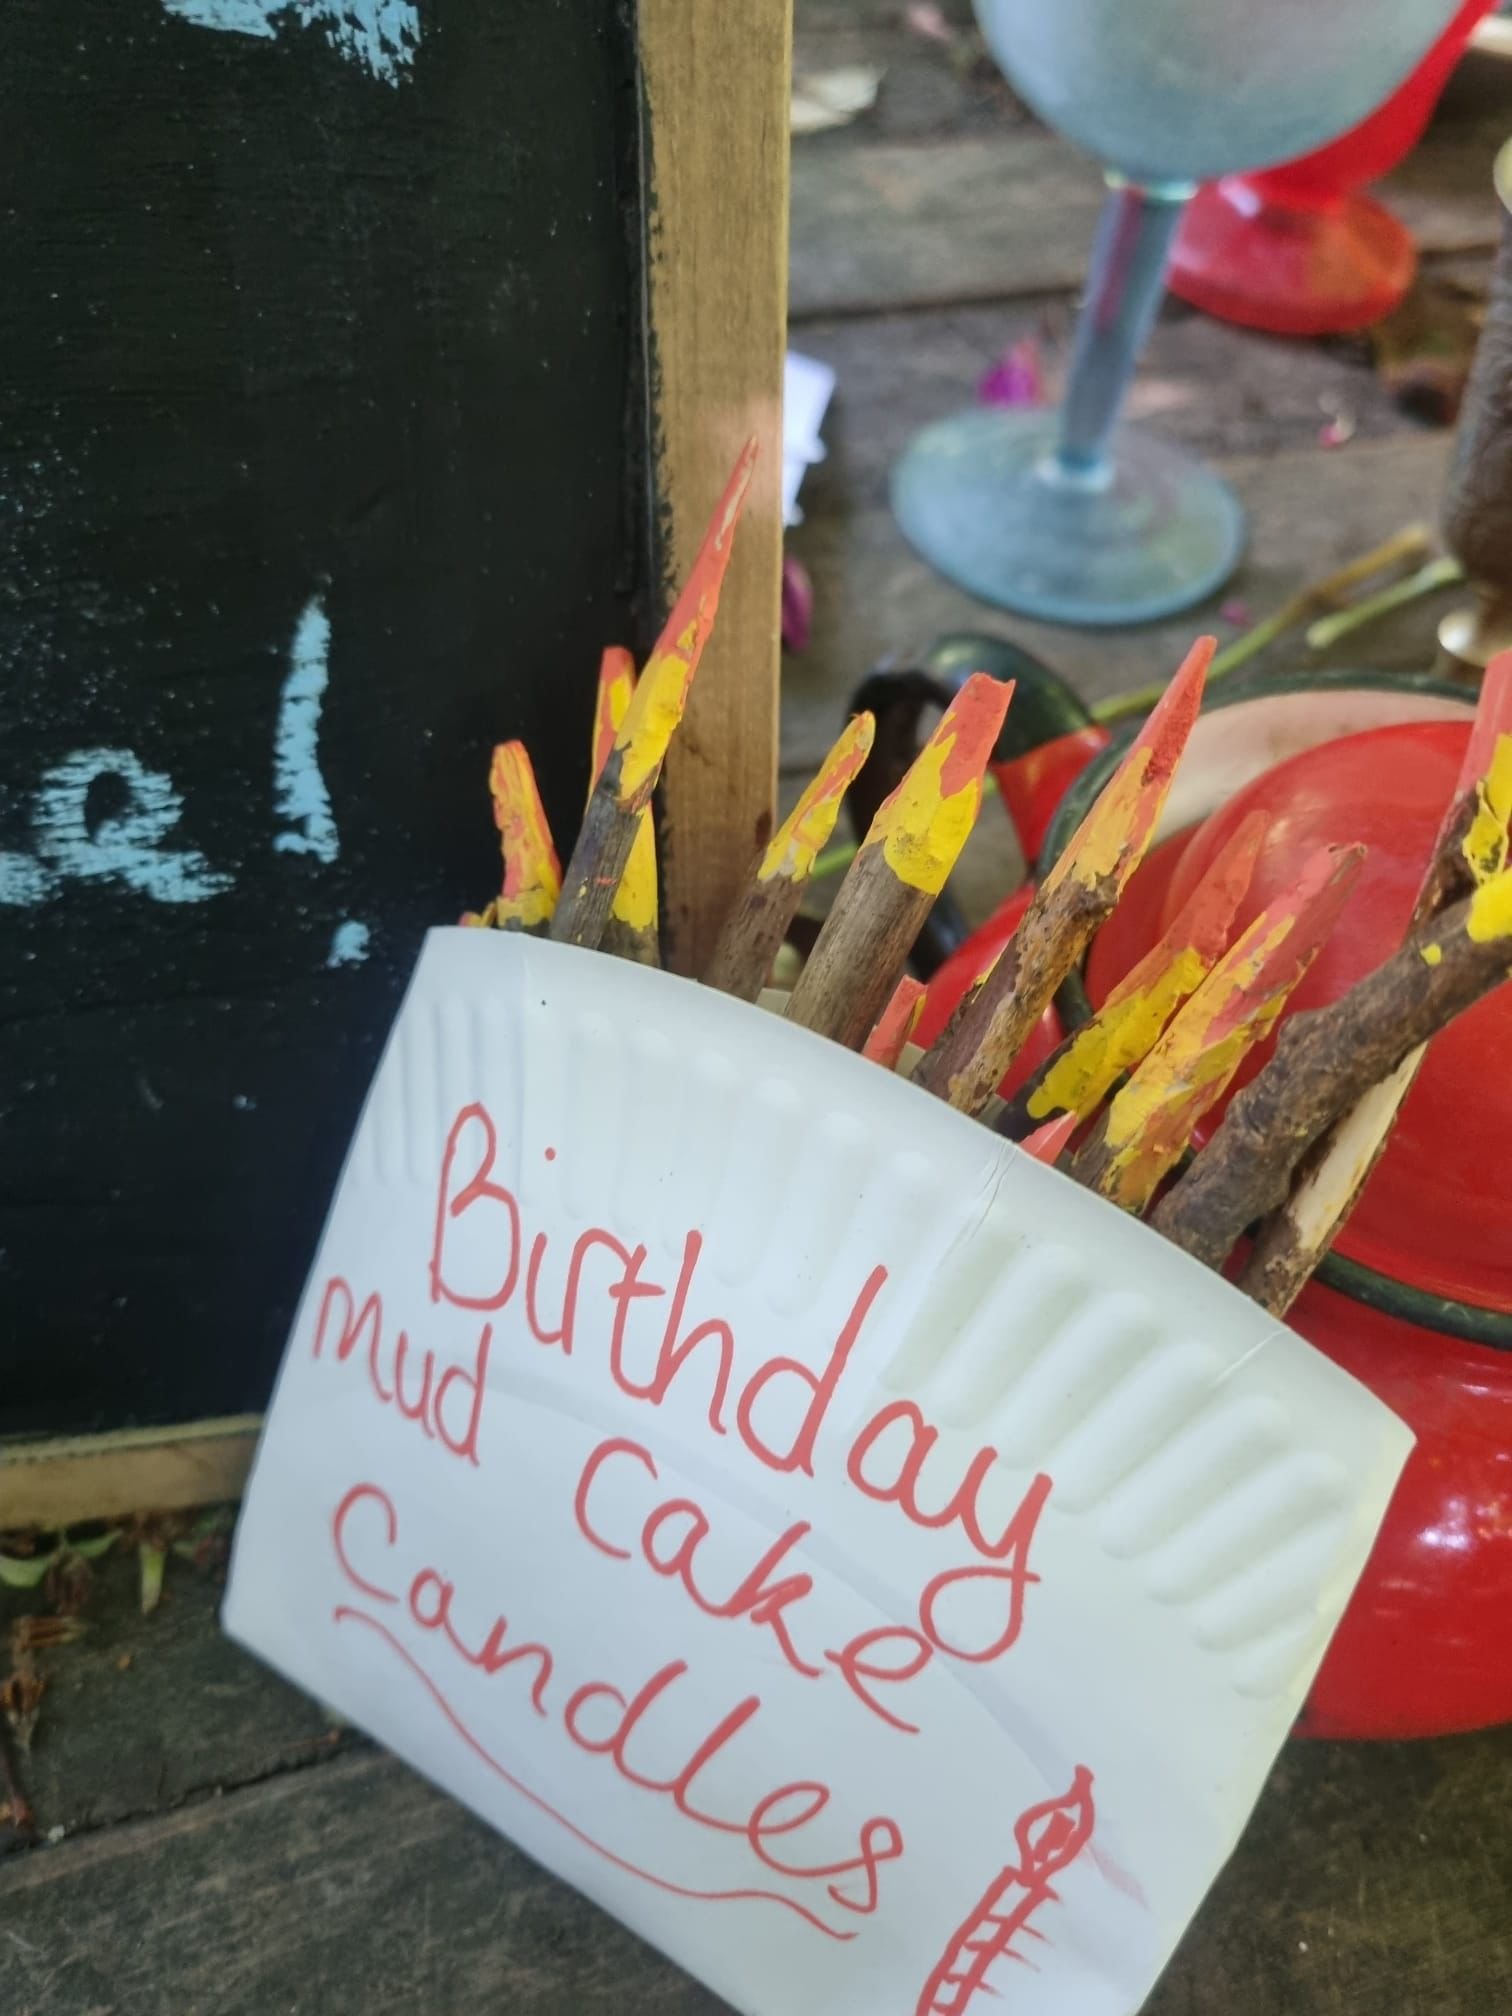 Birthday
mud cake
candles